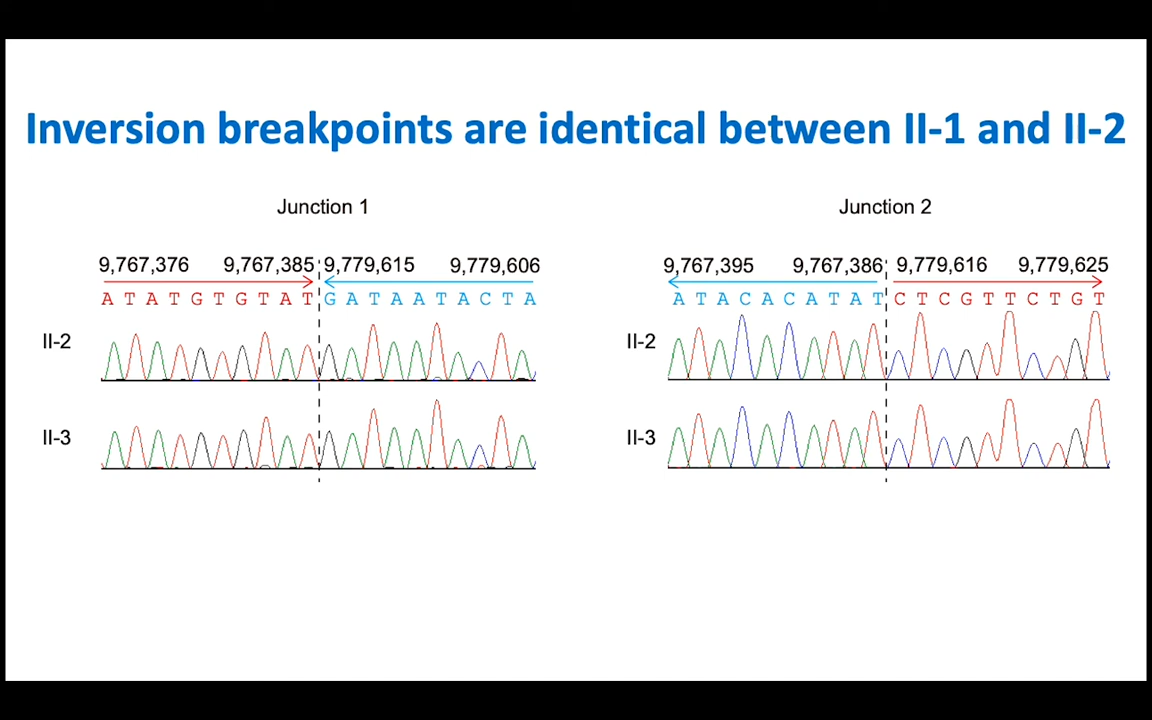 Inversion breakpoints are identical between II-1 and II-2
Junction 1
9,767,376 9,767,385 9,779,615 9,779,606
A T A T G T G T A T G A T A A T A C T A
II-2
II-3
Junction 2
9,767,395 9,767,386 9,779,616 9,779,625
A T A C A C A T A T C T C G T T C T G T
II-2
II-3